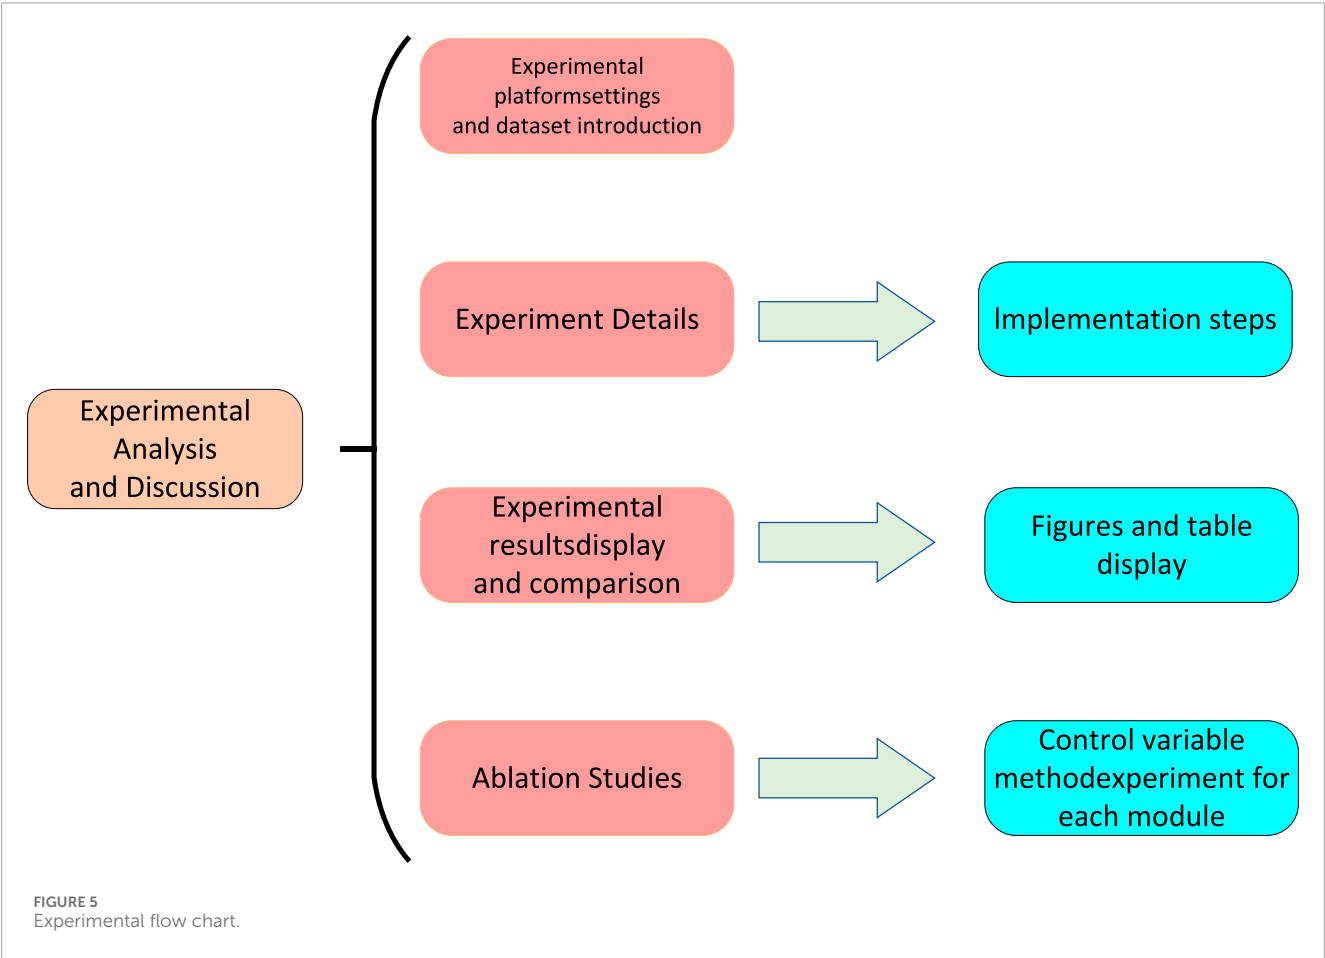 Experimental
platformsettings
and dataset introduction
Experiment Details
Implementation steps
Experimental
Analysis
and Discussion
Experimental
resultsdisplay
and comparison
Figures and table
display
Ablation Studies
Control variable
methodexperiment for
each module
FIGURE 5
Experimental flow chart.